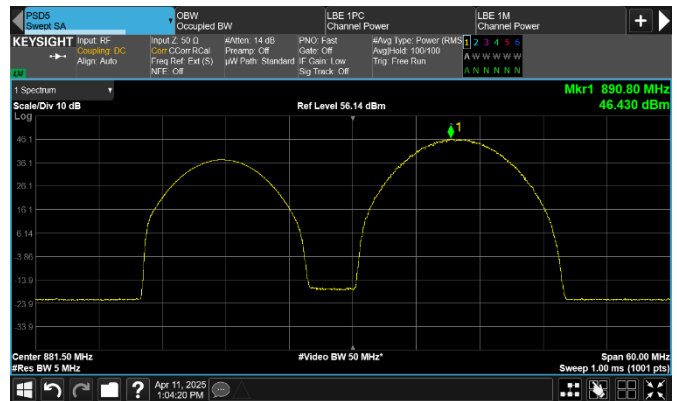 PSD5
Swept SA
OBW
Occupied BW
LBE 1PC
Channel Power
LBE 1M
Channel Power
+
KEYSIGHT
Input: RF
Coupling: DC
Align: Auto
Input Z: 50 Ω
Corr CCorr RCal
Freq Ref: Ext (S)
NFE: Off
#Atten: 14 dB
Preamp: Off
µW Path: Standard
PNO: Fast
Gate: Off
IF Gain: Low
Sig Track: Off
#Avg Type: Power (RMS)
Avg|Hold: 100/100
Trig: Free Run
1 2 3 4 5 6
A W W W W W
A N N N N N
LXI
1 Spectrum
Scale/Div 10 dB
Ref Level 56.14 dBm
Mkr1 890.80 MHz
46.430 dBm
Log
1
46.1
36.1
26.1
16.1
6.14
-3.86
-13.9
-23.9
-33.9
Center 881.50 MHz
#Video BW 50 MHz*
Span 60.00 MHz
#Res BW 5 MHz
Sweep 1.00 ms (1001 pts)
?
Apr 11, 2025
1:04:20 PM